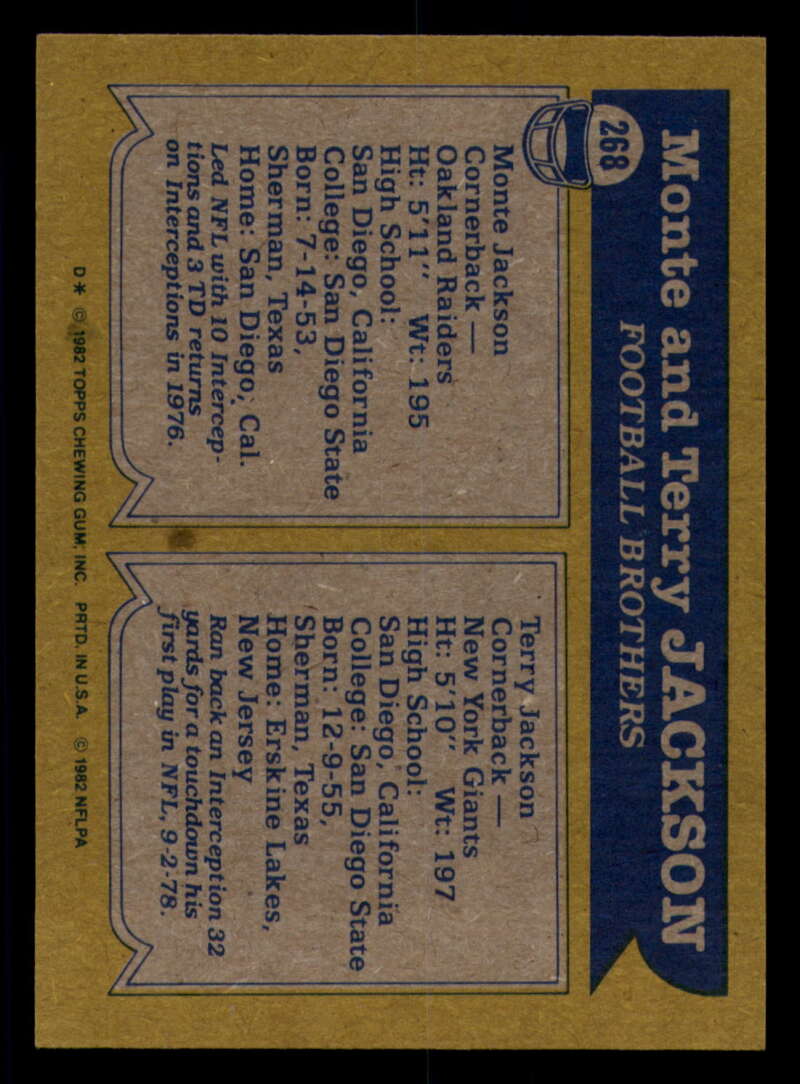 268
Monte and Terry JACKSON
FOOTBALL BROTHERS
Monte Jackson
Cornerback —
Oakland Raiders
Ht: 5'11" Wt: 195
High School:
San Diego, California
College: San Diego State
Born: 7-14-53,
Sherman, Texas
Home: San Diego, Cal.
Led NFL with 10 Intercep-
tions and 3 TD returns
on Interceptions in 1976.
Terry Jackson
Cornerback —
New York Giants
Ht: 5'10" Wt: 197
High School:
San Diego, California
College: San Diego State
Born: 12-9-55,
Sherman, Texas
Home: Erskine Lakes,
New Jersey
Ran back an Interception 32
yards for a touchdown his
first play in NFL, 9-2-78.
D* © 1982 TOPPS CHEWING GUM, INC. PRTD. IN U.S.A. © 1982 NFLPA